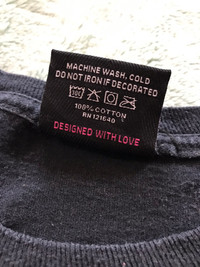 MACHINE WASH, COLD
DO NOT IRON IF DECORATED
100% COTTON
RN 121640
DESIGNED WITH LOVE